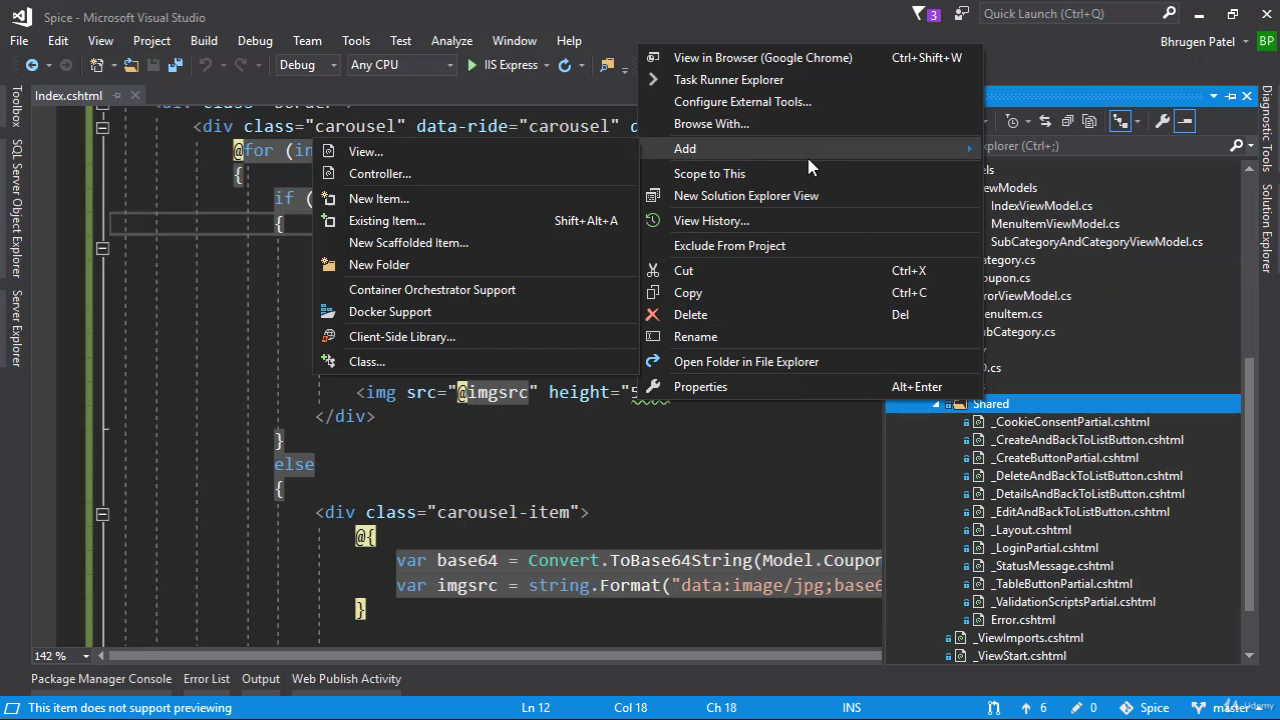 Spice - Microsoft Visual Studio
3
Quick Launch (Ctrl+Q)
File Edit View Project Build Debug Team Tools Test Analyze Window Help
Bhrugen Patel BP
Debug Any CPU IIS Express
Index.cshtml
<div class="carousel" data-ride="carousel" d
@for (in
{
if (
{
<img src="@imgsrc" height="5
</div>
}
else
{
<div class="carousel-item">
@{
var base64 = Convert.ToBase64String(Model.Coupon
var imgsrc = string.Format("data:image/jpg;base6
}
View...
Controller...
New Item...
Existing Item... Shift+Alt+A
New Scaffolded Item...
New Folder
Container Orchestrator Support
Docker Support
Client-Side Library...
Class...
View in Browser (Google Chrome) Ctrl+Shift+W
Task Runner Explorer
Configure External Tools...
Browse With...
Add
Scope to This
New Solution Explorer View
View History...
Exclude From Project
Cut Ctrl+X
Copy Ctrl+C
Delete Del
Rename
Open Folder in File Explorer
Properties Alt+Enter
xplorer (Ctrl+;)
els
ewModels
IndexViewModel.cs
MenuItemViewModel.cs
SubCategoryAndCategoryViewModel.cs
tegory.cs
upon.cs
rorViewModel.cs
enuItem.cs
bCategory.cs
.cs
Shared
_CookieConsentPartial.cshtml
_CreateAndBackToListButton.cshtml
_CreateButtonPartial.cshtml
_DeleteAndBackToListButton.cshtml
_DetailsAndBackToListButton.cshtml
_EditAndBackToListButton.cshtml
_Layout.cshtml
_LoginPartial.cshtml
_StatusMessage.cshtml
_TableButtonPartial.cshtml
_ValidationScriptsPartial.cshtml
Error.cshtml
_ViewImports.cshtml
_ViewStart.cshtml
Toolbox
SQL Server Object Explorer
Server Explorer
Diagnostic Tools
Solution Explorer
142 %
Package Manager Console Error List Output Web Publish Activity
This item does not support previewing Ln 12 Col 18 Ch 18 INS 6 0 Spice master
Udemy